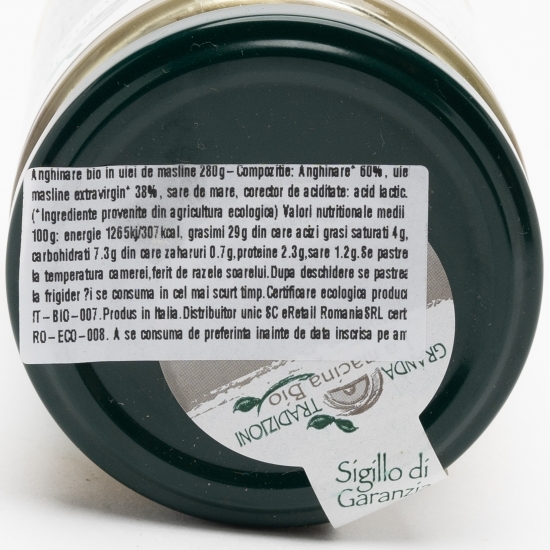 Anghinare bio in ulei de masline 280g-Compozitie: Anghinare* 60%, ule
masline extravirgin* 38%, sare de mare, corector de aciditate: acid lactic.
(*Ingrediente provenite din agricultura ecologica) Valori nutritionale medii
100g: energie 1265kj/307kcal, grasimi 29g din care acizi grasi saturati 4g,
carbohidrati 7.3g din care zaharuri 0.7g,proteine 2.3g,sare 1.2g.Se pastre
la temperatura camerei,ferit de razele soarelui.Dupa deschidere se pastrea
la frigider ?i se consuma in cel mai scurt timp.Certificare ecologica produc
IT-BIO-007.Produs in Italia.Distribuitor unic SC eRetail RomaniaSRL cert
RO-ECO-008. A se consuma de preferinta inainte de data inscrisa pe am
GRANDA
TRADIZIONI
macina Bio
Sigillo di
Garanzi